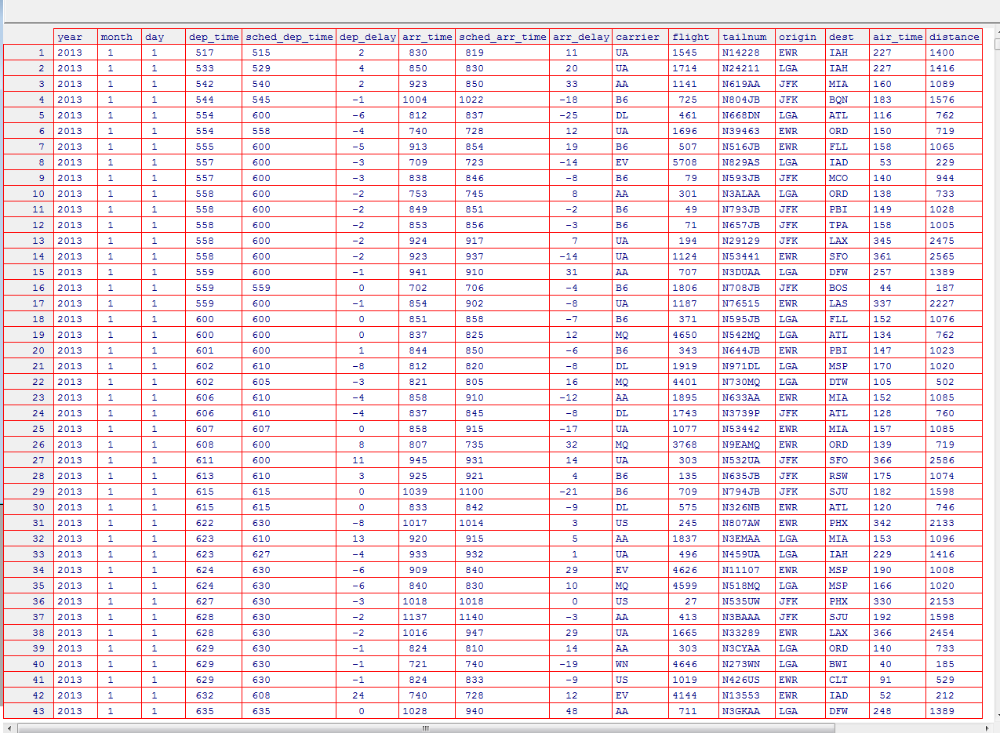 year month day dep_time sched_dep_time dep_delay arr_time sched_arr_time arr_delay carrier flight tailnum origin dest air_time distance
1 2013 1 1 517 515 2 830 819 11 UA 1545 N14228 EWR IAH 227 1400
2 2013 1 1 533 529 4 850 830 20 UA 1714 N24211 LGA IAH 227 1416
3 2013 1 1 542 540 2 923 850 33 AA 1141 N619AA JFK MIA 160 1089
4 2013 1 1 544 545 -1 1004 1022 -18 B6 725 N804JB JFK BQN 183 1576
5 2013 1 1 554 600 -6 812 837 -25 DL 461 N668DN LGA ATL 116 762
6 2013 1 1 554 558 -4 740 728 12 UA 1696 N39463 EWR ORD 150 719
7 2013 1 1 555 600 -5 913 854 19 B6 507 N516JB EWR FLL 158 1065
8 2013 1 1 557 600 -3 709 723 -14 EV 5708 N829AS LGA IAD 53 229
9 2013 1 1 557 600 -3 838 846 -8 B6 79 N593JB JFK MCO 140 944
10 2013 1 1 558 600 -2 753 745 8 AA 301 N3ALAA LGA ORD 138 733
11 2013 1 1 558 600 -2 849 851 -2 B6 49 N793JB JFK PBI 149 1028
12 2013 1 1 558 600 -2 853 856 -3 B6 71 N657JB JFK TPA 158 1005
13 2013 1 1 558 600 -2 924 917 7 UA 194 N29129 JFK LAX 345 2475
14 2013 1 1 558 600 -2 923 937 -14 UA 1124 N53441 EWR SFO 361 2565
15 2013 1 1 559 600 -1 941 910 31 AA 707 N3DUAA LGA DFW 257 1389
16 2013 1 1 559 559 0 702 706 -4 B6 1806 N708JB JFK BOS 44 187
17 2013 1 1 559 600 -1 854 902 -8 UA 1187 N76515 EWR LAS 337 2227
18 2013 1 1 600 600 0 851 858 -7 B6 371 N595JB LGA FLL 152 1076
19 2013 1 1 600 600 0 837 825 12 MQ 4650 N542MQ LGA ATL 134 762
20 2013 1 1 601 600 1 844 850 -6 B6 343 N644JB EWR PBI 147 1023
21 2013 1 1 602 610 -8 812 820 -8 DL 1919 N971DL LGA MSP 170 1020
22 2013 1 1 602 605 -3 821 805 16 MQ 4401 N730MQ LGA DTW 105 502
23 2013 1 1 606 610 -4 858 910 -12 AA 1895 N633AA EWR MIA 152 1085
24 2013 1 1 606 610 -4 837 845 -8 DL 1743 N3739P JFK ATL 128 760
25 2013 1 1 607 607 0 858 915 -17 UA 1077 N53442 EWR MIA 157 1085
26 2013 1 1 608 600 8 807 735 32 MQ 3768 N9EAMQ EWR ORD 139 719
27 2013 1 1 611 600 11 945 931 14 UA 303 N532UA JFK SFO 366 2586
28 2013 1 1 613 610 3 925 921 4 B6 135 N635JB JFK RSW 175 1074
29 2013 1 1 615 615 0 1039 1100 -21 B6 709 N794JB JFK SJU 182 1598
30 2013 1 1 615 615 0 833 842 -9 DL 575 N326NB EWR ATL 120 746
31 2013 1 1 622 630 -8 1017 1014 3 US 245 N807AW EWR PHX 342 2133
32 2013 1 1 623 610 13 920 915 5 AA 1837 N3EMAA LGA MIA 153 1096
33 2013 1 1 623 627 -4 933 932 1 UA 496 N459UA LGA IAH 229 1416
34 2013 1 1 624 630 -6 909 840 29 EV 4626 N11107 EWR MSP 190 1008
35 2013 1 1 624 630 -6 840 830 10 MQ 4599 N518MQ LGA MSP 166 1020
36 2013 1 1 627 630 -3 1018 1018 0 US 27 N535UW JFK PHX 330 2153
37 2013 1 1 628 630 -2 1137 1140 -3 AA 413 N3BAAA JFK SJU 192 1598
38 2013 1 1 628 630 -2 1016 947 29 UA 1665 N33289 EWR LAX 366 2454
39 2013 1 1 629 630 -1 824 810 14 AA 303 N3CYAA LGA ORD 140 733
40 2013 1 1 629 630 -1 721 740 -19 WN 4646 N273WN LGA BWI 40 185
41 2013 1 1 629 630 -1 824 833 -9 US 1019 N426US EWR CLT 91 529
42 2013 1 1 632 608 24 740 728 12 EV 4144 N13553 EWR IAD 52 212
43 2013 1 1 635 635 0 1028 940 48 AA 711 N3GKAA LGA DFW 248 1389